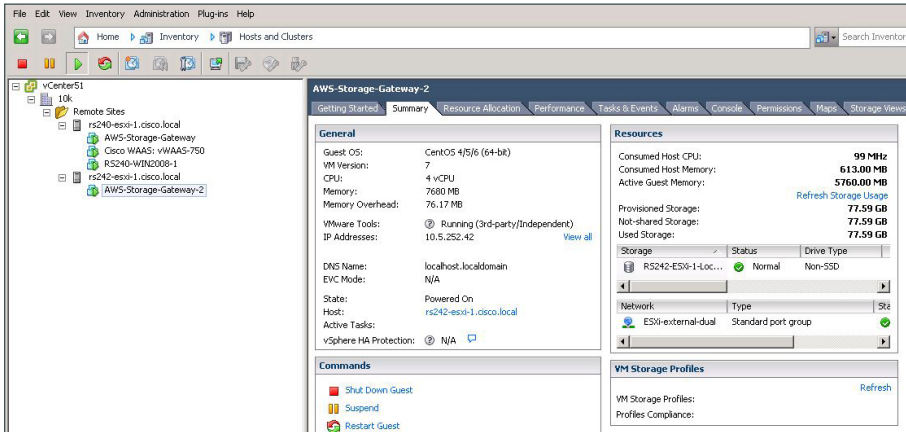 File Edit View Inventory Administration Plug-ins Help
Home Inventory Hosts and Clusters
Search Inventor
vCenter51
10k
Remote Sites
rs240-esxi-1.cisco.local
AWS-Storage-Gateway
Cisco WAAS: vWAAS-750
RS240-WIN2008-1
rs242-esxi-1.cisco.local
AWS-Storage-Gateway-2
AWS-Storage-Gateway-2
Getting Started Summary Resource Allocation Performance Tasks & Events Alarms Console Permissions Maps Storage Views
General
Guest OS: CentOS 4/5/6 (64-bit)
VM Version: 7
CPU: 4 vCPU
Memory: 7680 MB
Memory Overhead: 76.17 MB
VMware Tools: Running (3rd-party/Independent)
IP Addresses: 10.5.252.42 View all
DNS Name: localhost.localdomain
EVC Mode: N/A
State: Powered On
Host: rs242-esxi-1.cisco.local
Active Tasks:
vSphere HA Protection: N/A
Commands
Shut Down Guest
Suspend
Restart Guest
Resources
Consumed Host CPU: 99 MHz
Consumed Host Memory: 613.00 MB
Active Guest Memory: 5760.00 MB
Refresh Storage Usage
Provisioned Storage: 77.59 GB
Not-shared Storage: 77.59 GB
Used Storage: 77.59 GB
Storage Status Drive Type
RS242-ESXi-1-Loc... Normal Non-SSD
Network Type Sta
ESXi-external-dual Standard port group
VM Storage Profiles
Refresh
VM Storage Profiles:
Profiles Compliance: